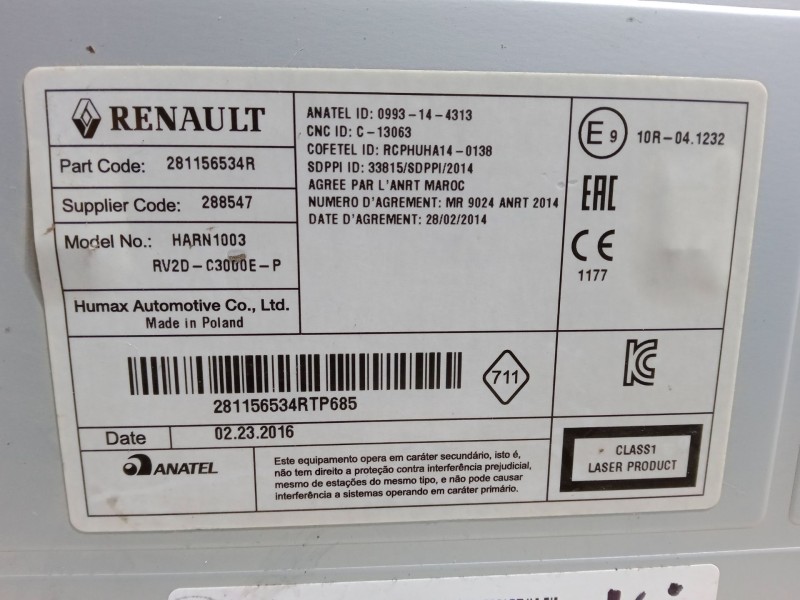 RENAULT
Part Code: 281156534R
Supplier Code: 288547
Model No.: HARN1003
RV2D-C3000E-P
Humax Automotive Co., Ltd.
Made in Poland
ANATEL ID: 0993-14-4313
CNC ID: C-13063
COFETEL ID: RCPHUHA14-0138
SDPPI ID: 33815/SDPPI/2014
AGREE PAR L'ANRT MAROC
NUMERO D'AGREMENT: MR 9024 ANRT 2014
DATE D'AGREMENT: 28/02/2014
E9 10R-04.1232
EAC
CE
1177
281156534RTP685
711
KC
Date 02.23.2016
ANATEL
Este equipamento opera em caráter secundário, isto é,
não tem direito a proteção contra interferência prejudicial,
mesmo de estações do mesmo tipo, e não pode causar
interferência a sistemas operando em caráter primário.
CLASS1
LASER PRODUCT